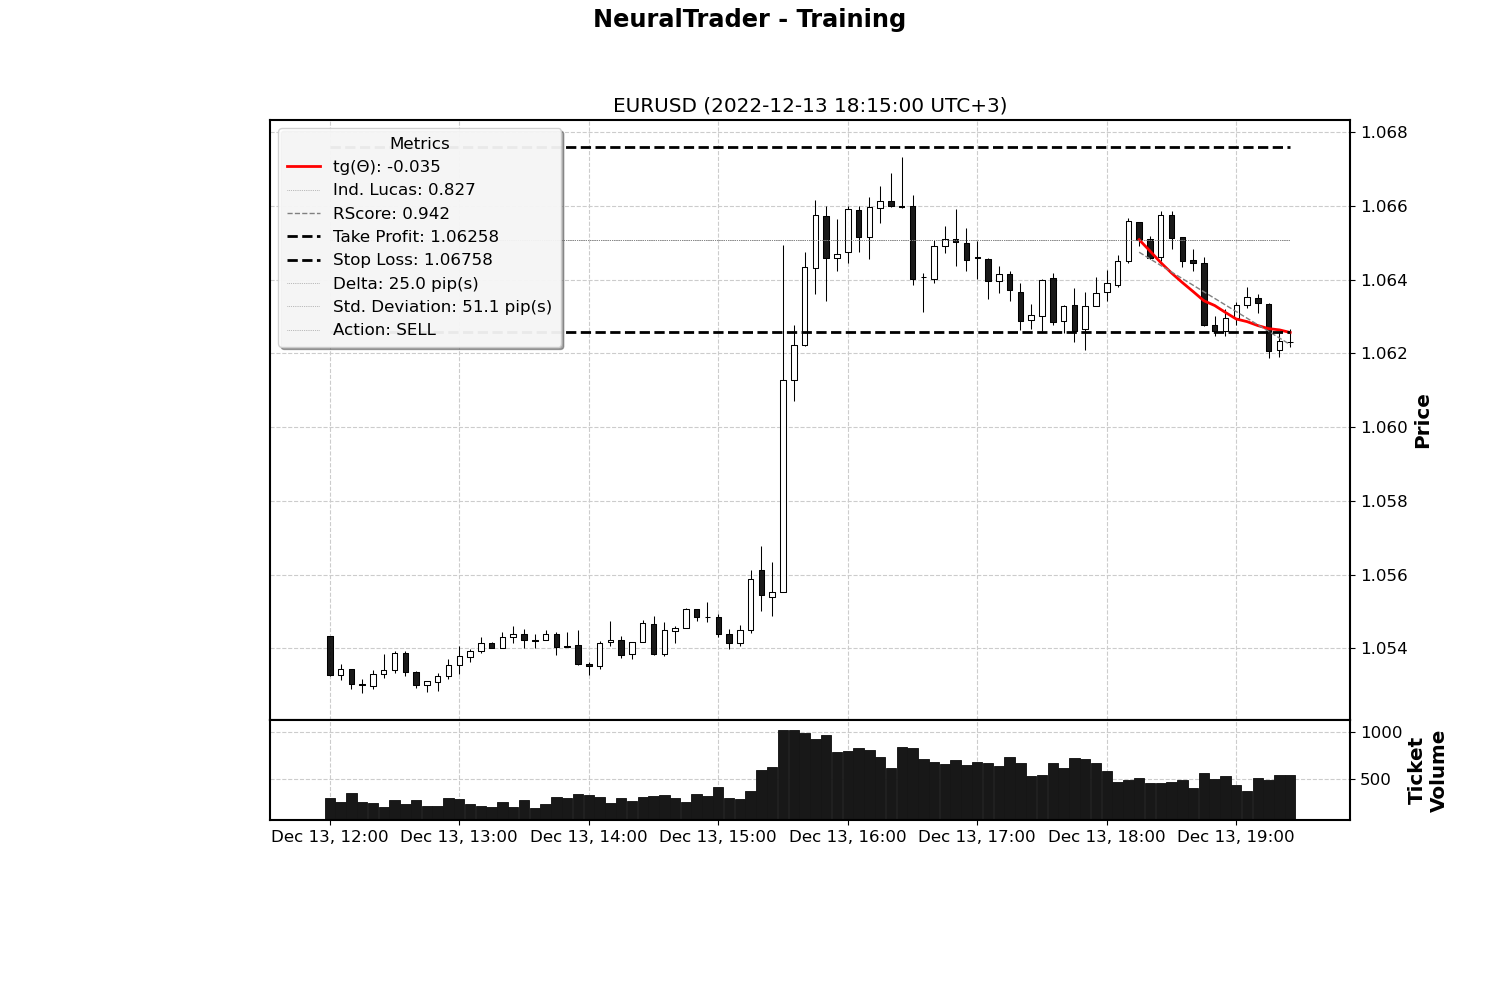 NeuralTrader - Training
EURUSD (2022-12-13 18:15:00 UTC+3)
Metrics
tg(Θ): -0.035
Ind. Lucas: 0.827
RScore: 0.942
Take Profit: 1.06258
Stop Loss: 1.06758
Delta: 25.0 pip(s)
Std. Deviation: 51.1 pip(s)
Action: SELL
1.068
1.066
1.064
1.062
1.060
1.058
1.056
1.054
Price
1000
500
Ticket
Volume
Dec 13, 12:00 Dec 13, 13:00 Dec 13, 14:00 Dec 13, 15:00 Dec 13, 16:00 Dec 13, 17:00 Dec 13, 18:00 Dec 13, 19:00